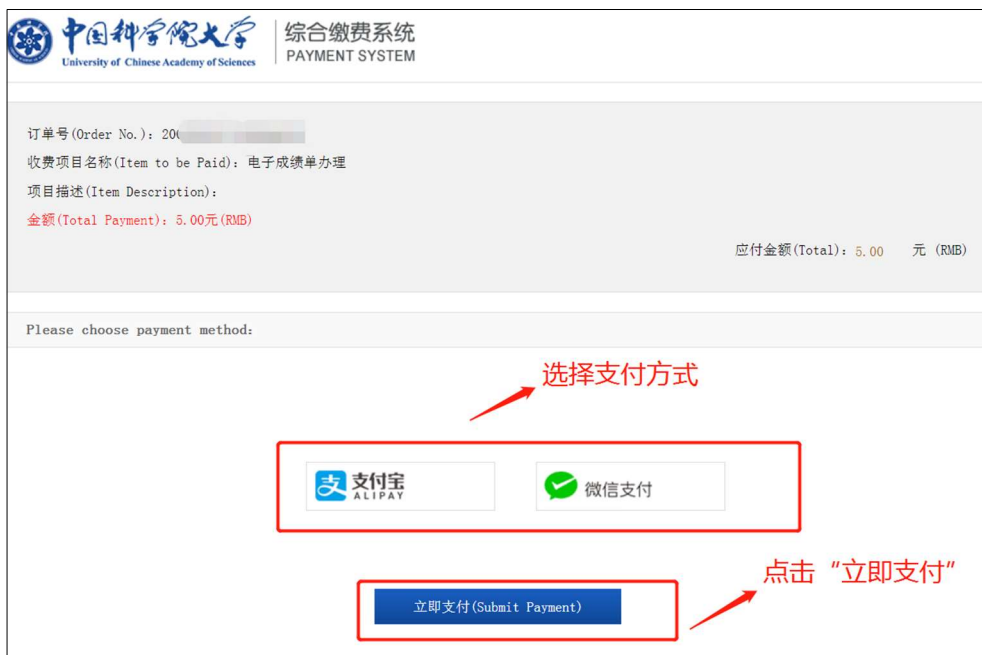 中国科学院大学
University of Chinese Academy of Sciences
综合缴费系统
PAYMENT SYSTEM
订单号(Order No.): 20
收费项目名称(Item to be Paid): 电子成绩单办理
项目描述(Item Description):
金额(Total Payment): 5.00元(RMB)
应付金额(Total): 5.00 元 (RMB)
Please choose payment method:
选择支付方式
支 支付宝
ALIPAY
微信支付
点击“立即支付”
立即支付(Submit Payment)